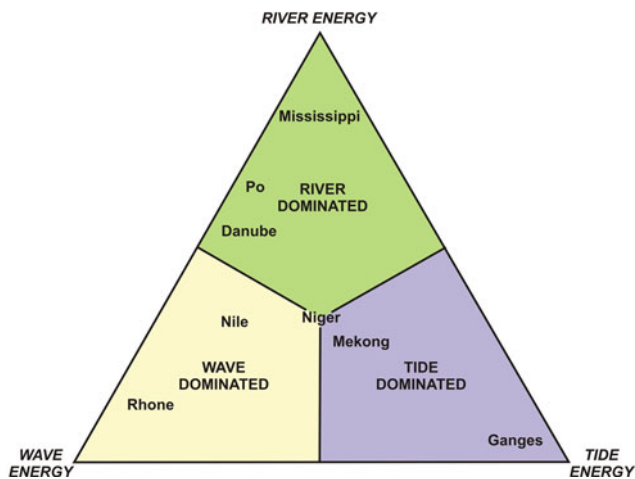 RIVER ENERGY
Mississippi
Po
RIVER
DOMINATED
Danube
Niger
Nile
Mekong
WAVE
DOMINATED
TIDE
DOMINATED
Rhone
Ganges
WAVE
ENERGY
TIDE
ENERGY